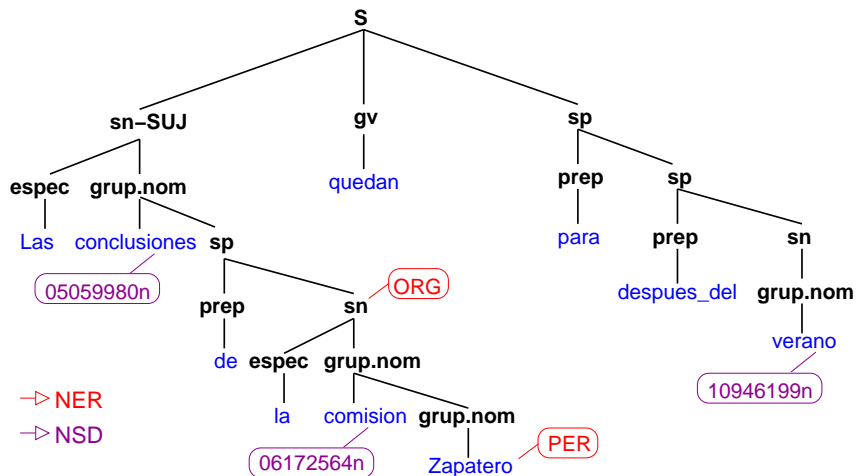 S
sn–SUJ gv sp
espec grup.nom quedan prep sp
Las conclusiones sp para prep sn
05059980n prep sn ORG despues_del grup.nom
de espec grup.nom verano
NER la comision grup.nom 10946199n
NSD 06172564n Zapatero PER